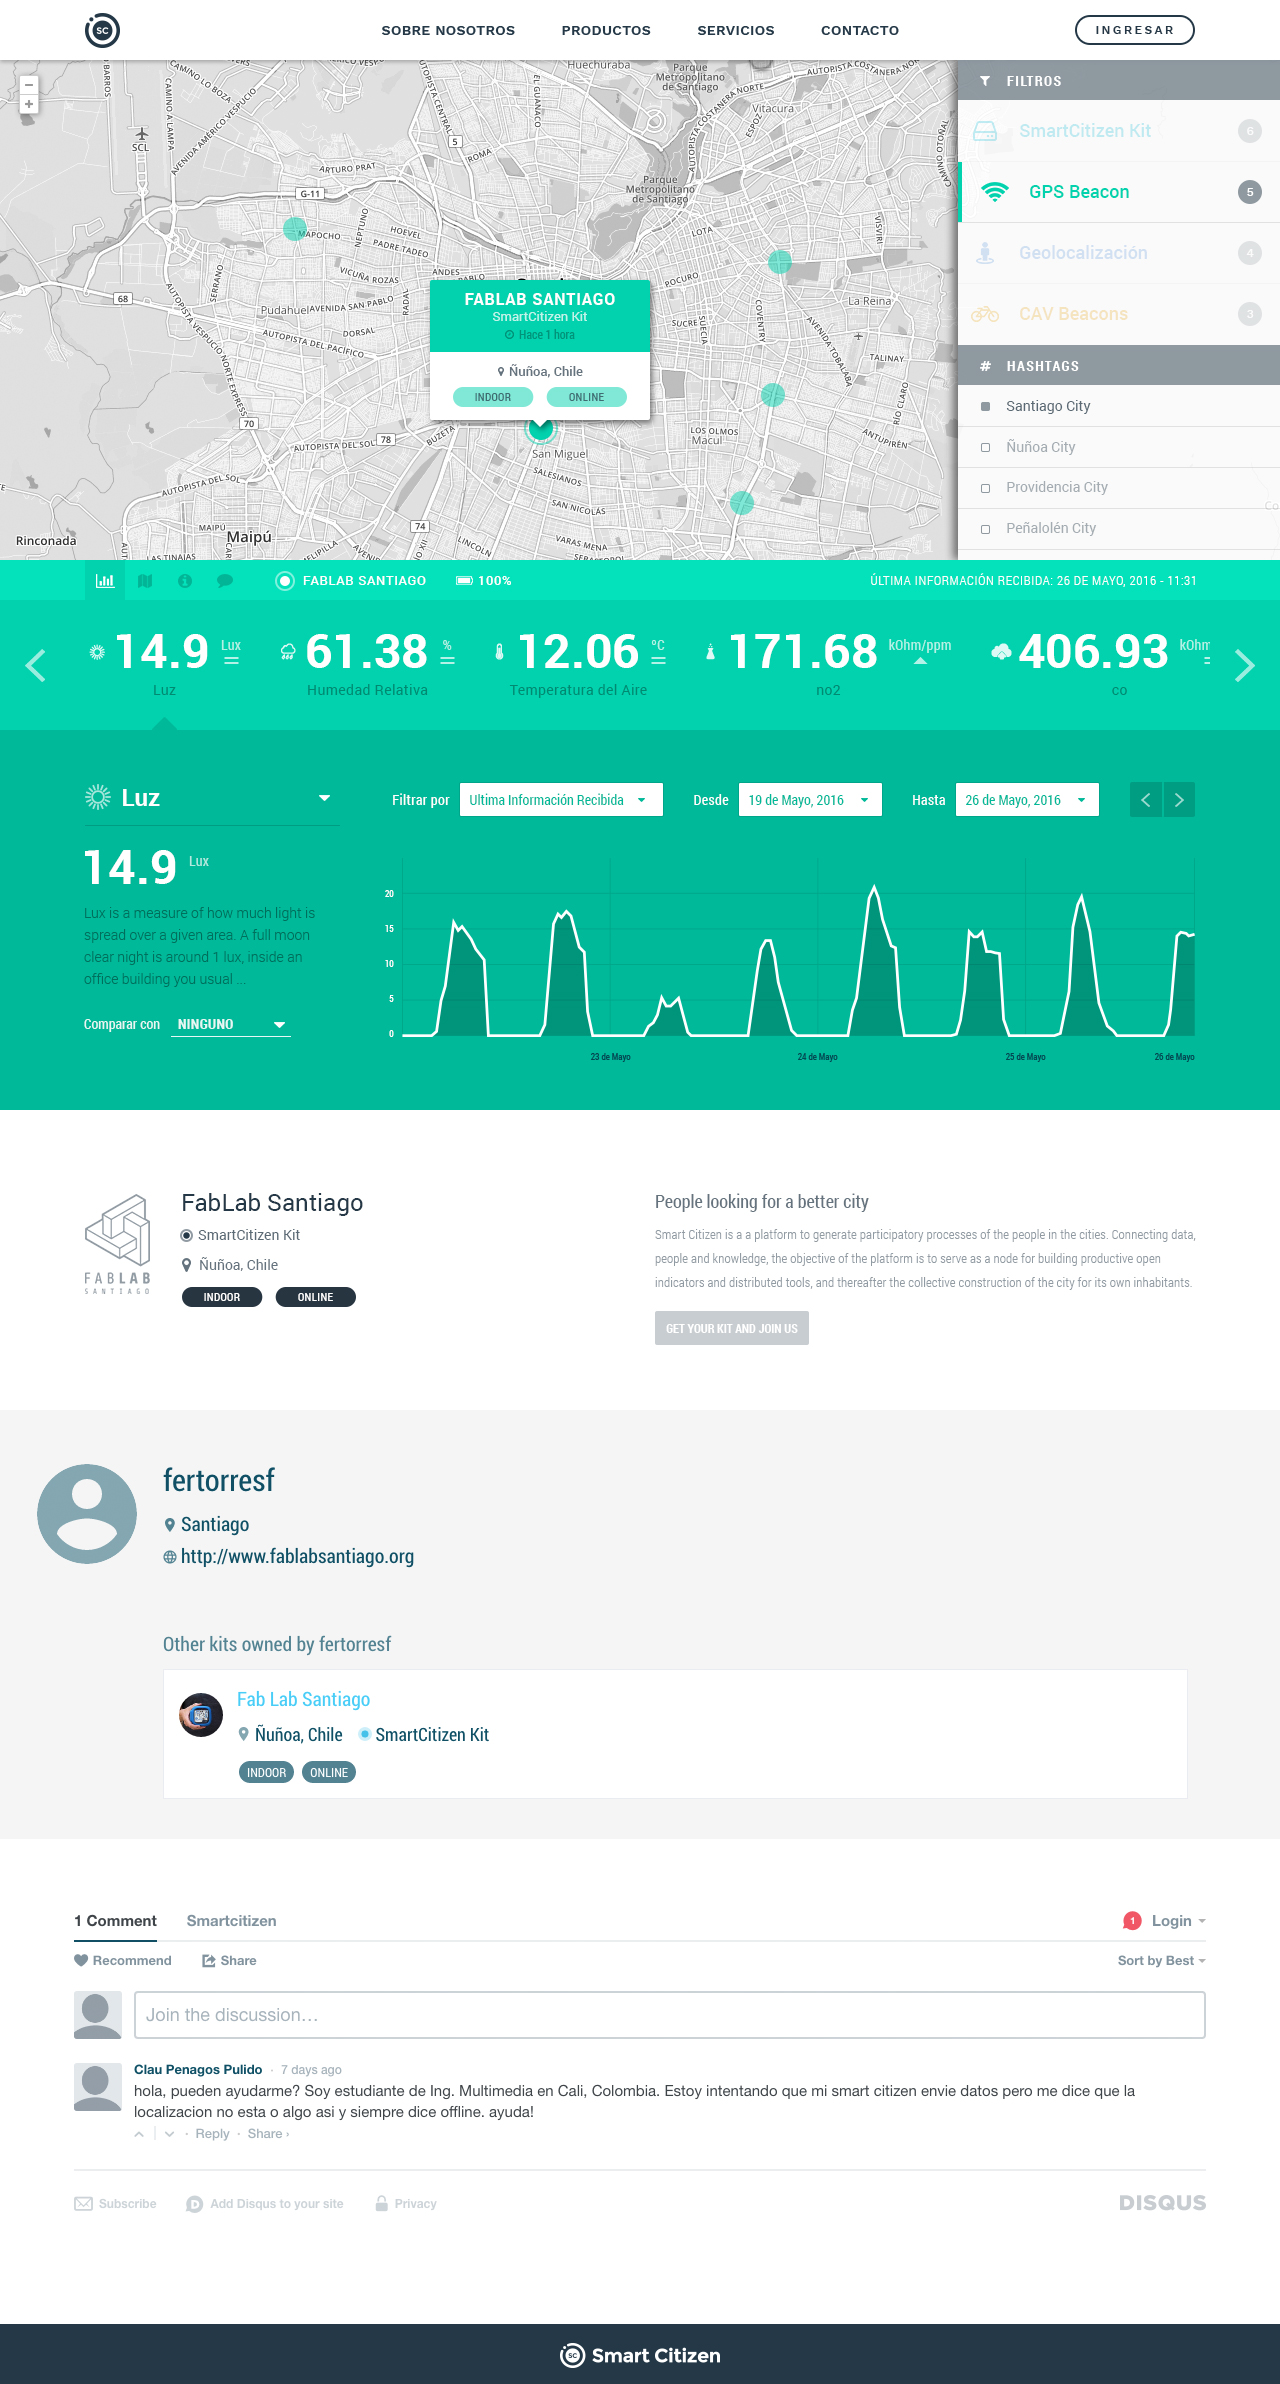 SC
SOBRE NOSOTROS
PRODUCTOS
SERVICIOS
CONTACTO
INGRESAR
−
+
BARROS
CAMINO A LAMPA
CAMINO LO BOZA
AVENIDA AMÉRICO VESPUCIO
SCL
ARTURO PRAT
G-11
5
ROMA
EL GUANACO
Huechuraba
Parque
Metropolitano
de Santiago
Vitacura
ESPOZ
Parque
Metropolitano
de Santiago
MAPOCHO
NEPTUNO
HOEVEL
PADRE TADEO
VICUÑA ROZAS
ANDES
PABLO
SERRANO
68
Pudahuel
AVENIDA SAN PABLO
RADAL
DORSAL
AUTOPISTA DEL PACÍFICO
AUTOPISTA VESPUCIO NORTE EXPRESS
LOTA
POCURO
SUCRE
SUECIA
COVENTRY
VISVIRI
La Reina
TALINAY
AVENIDA TOBALABA
RÍO CLARO
ANTUPIRÉN
LOS OLMOS
Macul
70
AUTOPISTA DEL SOL
78
BUZETA
San Miguel
SALESIANOS
SAN NICOLÁS
AUTOPISTA DEL SOL
74
MAIPÚ
Maipú
Rinconada
LAS TINAJAS
LINCOLN
VARAS MENA
FABLAB SANTIAGO
SmartCitizen Kit
Hace 1 hora
Ñuñoa, Chile
INDOOR
ONLINE
FILTROS
SmartCitizen Kit
6
GPS Beacon
5
Geolocalización
4
CAV Beacons
3
# HASHTAGS
Santiago City
Ñuñoa City
Providencia City
Peñalolén City
FABLAB SANTIAGO
100%
ÚLTIMA INFORMACIÓN RECIBIDA: 26 DE MAYO, 2016 - 11:31
14.9 Lux
Luz
61.38 %
Humedad Relativa
12.06 ºC
Temperatura del Aire
171.68 kOhm/ppm
no2
406.93 kOhm
co
Luz
14.9 Lux
Lux is a measure of how much light is
spread over a given area. A full moon
clear night is around 1 lux, inside an
office building you usual ...
Comparar con NINGUNO
Filtrar por
Ultima Información Recibida
Desde
19 de Mayo, 2016
Hasta
26 de Mayo, 2016
20
15
10
5
0
23 de Mayo
24 de Mayo
25 de Mayo
26 de Mayo
FABLAB
SANTIAGO
FabLab Santiago
SmartCitizen Kit
Ñuñoa, Chile
INDOOR
ONLINE
People looking for a better city
Smart Citizen is a a platform to generate participatory processes of the people in the cities. Connecting data,
people and knowledge, the objective of the platform is to serve as a node for building productive open
indicators and distributed tools, and thereafter the collective construction of the city for its own inhabitants.
GET YOUR KIT AND JOIN US
fertorresf
Santiago
http://www.fablabsantiago.org
Other kits owned by fertorresf
Fab Lab Santiago
Ñuñoa, Chile
SmartCitizen Kit
INDOOR
ONLINE
1 Comment
Smartcitizen
1
Login
Recommend
Share
Sort by Best
Join the discussion...
Clau Penagos Pulido · 7 days ago
hola, pueden ayudarme? Soy estudiante de Ing. Multimedia en Cali, Colombia. Estoy intentando que mi smart citizen envie datos pero me dice que la
localizacion no esta o algo asi y siempre dice offline. ayuda!
· Reply · Share ›
Subscribe
Add Disqus to your site
Privacy
DISQUS
SC Smart Citizen